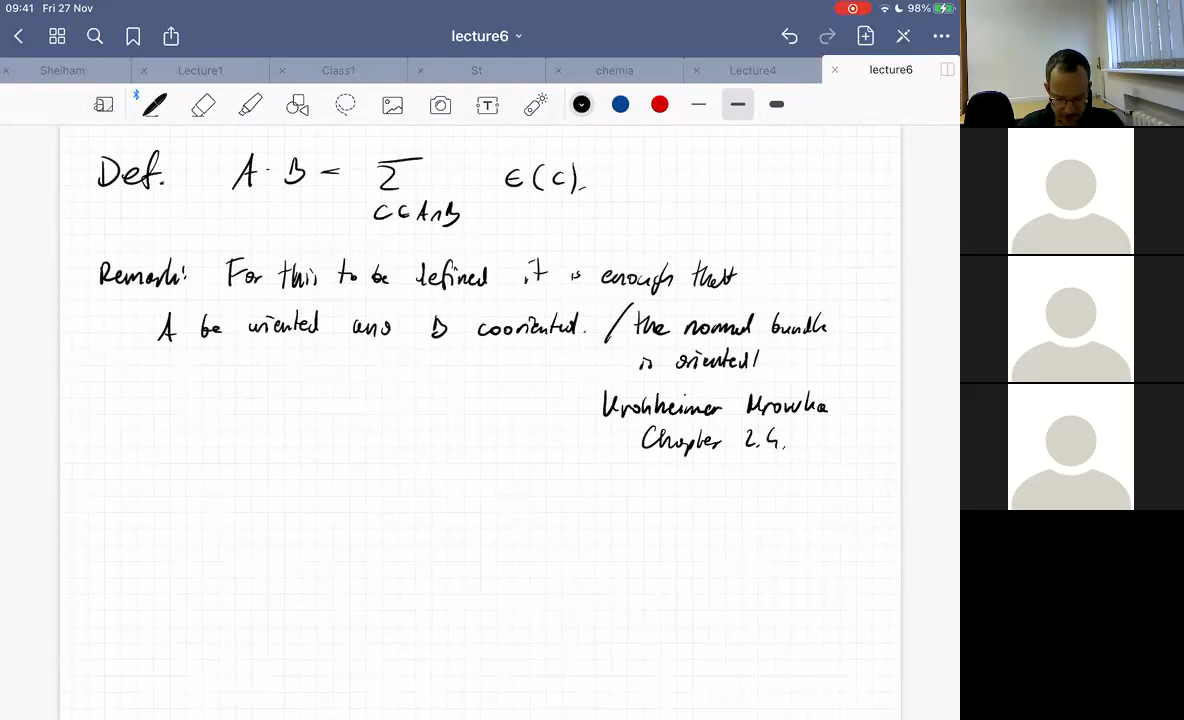 09:41 Fri 27 Nov
98%
lecture6
Shelham
Lecture1
Class1
St
chemia
Lecture4
lecture6
Def. A · B = ∑ ϵ(c).
c∈A∩B
Remark: For this to be defined it is enough that
A be oriented and B cooriented. /the normal bundle
is oriented/
Kronheimer Mrowka
Chapter 2.4.